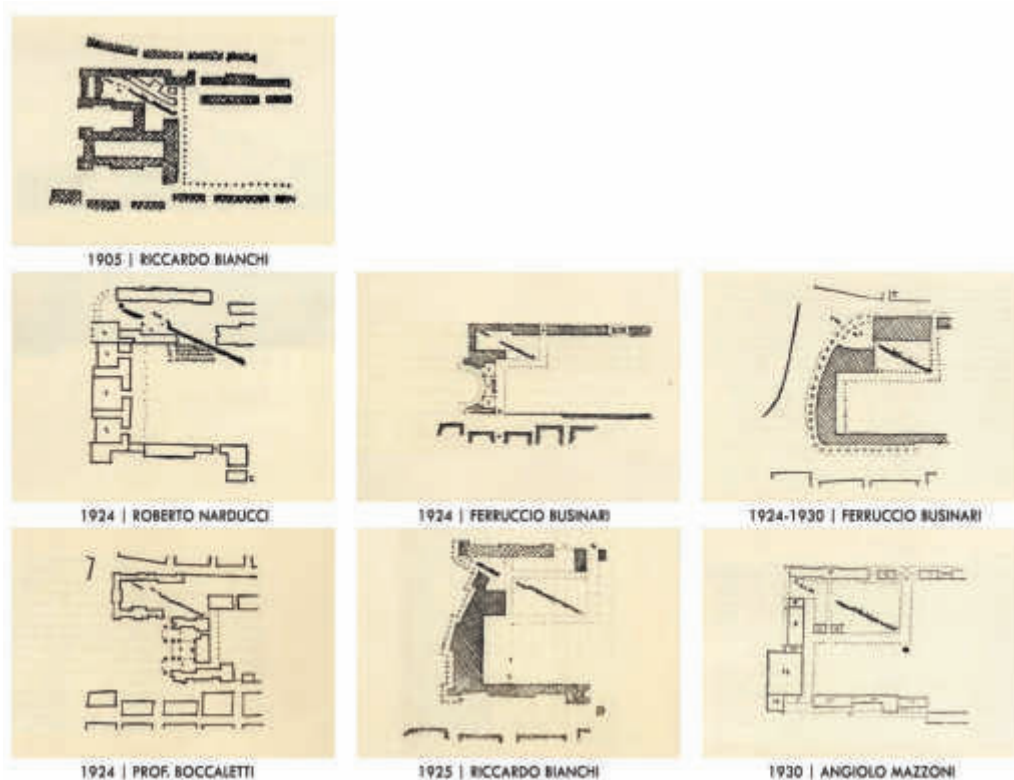 1905 | RICCARDO BIANCHI
1924 | ROBERTO NARDUCCI
1924 | FERRUCCIO BUSINARI
1924-1930 | FERRUCCIO BUSINARI
1924 | PROF. BOCCALETTI
1925 | RICCARDO BIANCHI
1930 | ANGIOLO MAZZONI